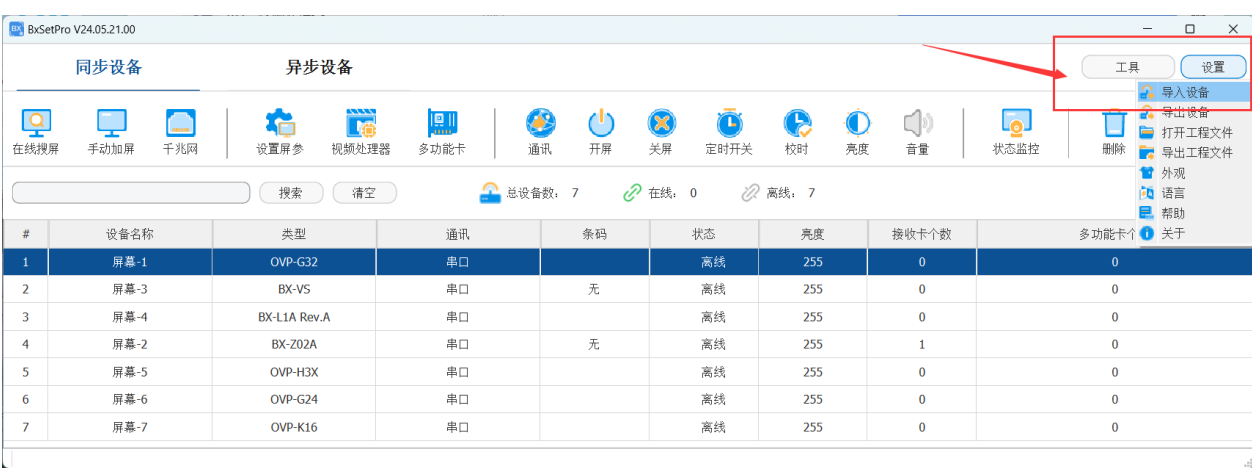 BX BxSetPro V24.05.21.00
同步设备 异步设备 工具 设置
导入设备
导出设备
打开工程文件
导出工程文件
外观
语言
帮助
关于
在线搜屏 手动加屏 千兆网 设置屏参 视频处理器 多功能卡 通讯 开屏 关屏 定时开关 校时 亮度 音量 状态监控 删除
搜索 清空 总设备数: 7 在线: 0 离线: 7
# 设备名称 类型 通讯 条码 状态 亮度 接收卡个数 多功能卡个
1 屏幕-1 OVP-G32 串口 离线 255 0 0
2 屏幕-3 BX-VS 串口 无 离线 255 0 0
3 屏幕-4 BX-L1A Rev.A 串口 离线 255 0 0
4 屏幕-2 BX-Z02A 串口 无 离线 255 1 0
5 屏幕-5 OVP-H3X 串口 离线 255 0 0
6 屏幕-6 OVP-G24 串口 离线 255 0 0
7 屏幕-7 OVP-K16 串口 离线 255 0 0